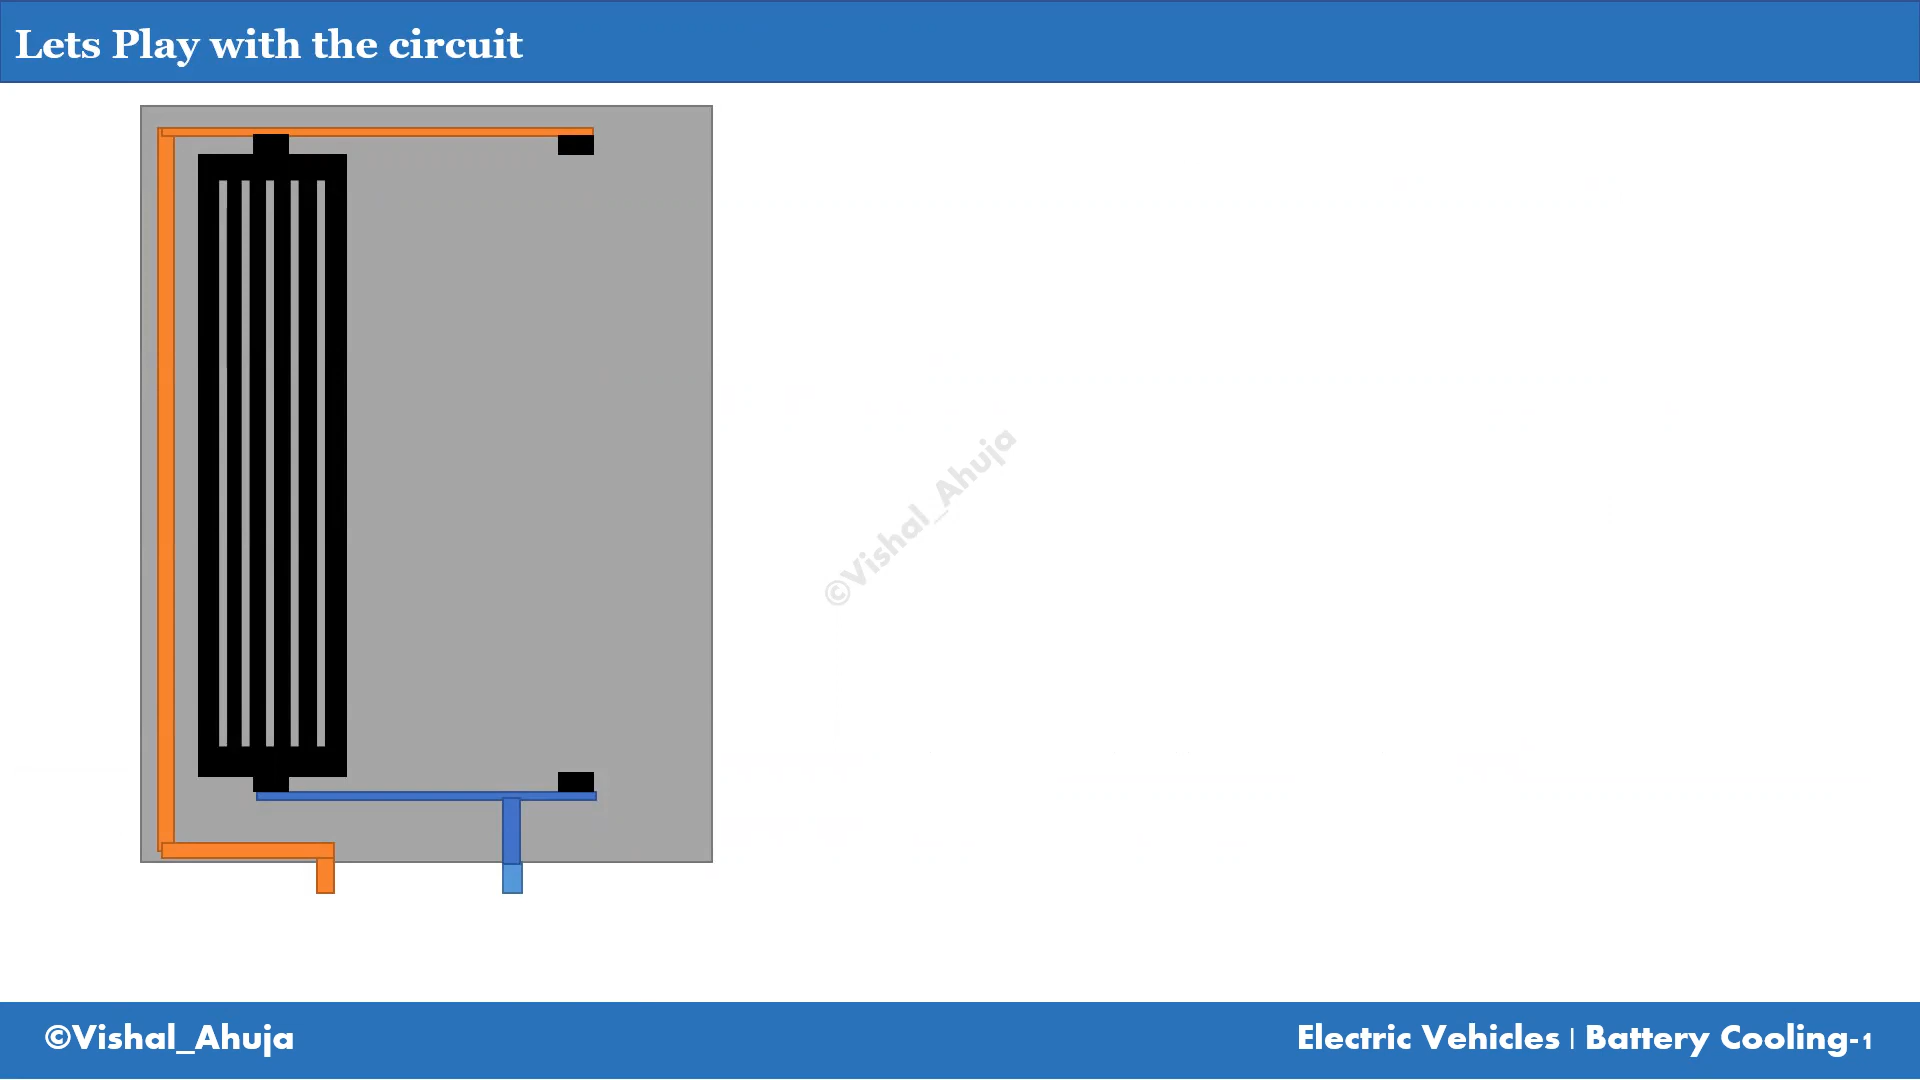 Lets Play with the circuit
©Vishal_Ahuja
©Vishal_Ahuja
Electric Vehicles | Battery Cooling-1